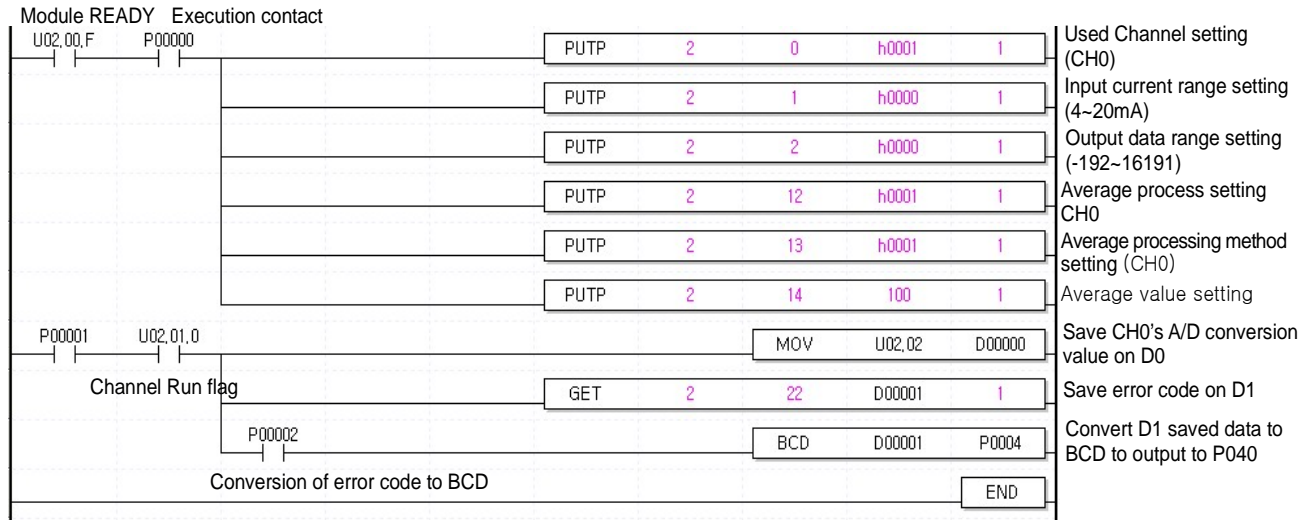 Module READY Execution contact
U02,00,F P00000
PUTP 2 0 h0001 1
Used Channel setting
(CH0)
PUTP 2 1 h0000 1
Input current range setting
(4~20mA)
PUTP 2 2 h0000 1
Output data range setting
(-192~16191)
PUTP 2 12 h0001 1
Average process setting
CH0
PUTP 2 13 h0001 1
Average processing method
setting (CH0)
PUTP 2 14 100 1
Average value setting
P00001 U02,01,0
MOV U02,02 D00000
Save CH0's A/D conversion
value on D0
Channel Run flag
GET 2 22 D00001 1
Save error code on D1
P00002
BCD D00001 P0004
Convert D1 saved data to
BCD to output to P040
Conversion of error code to BCD
END